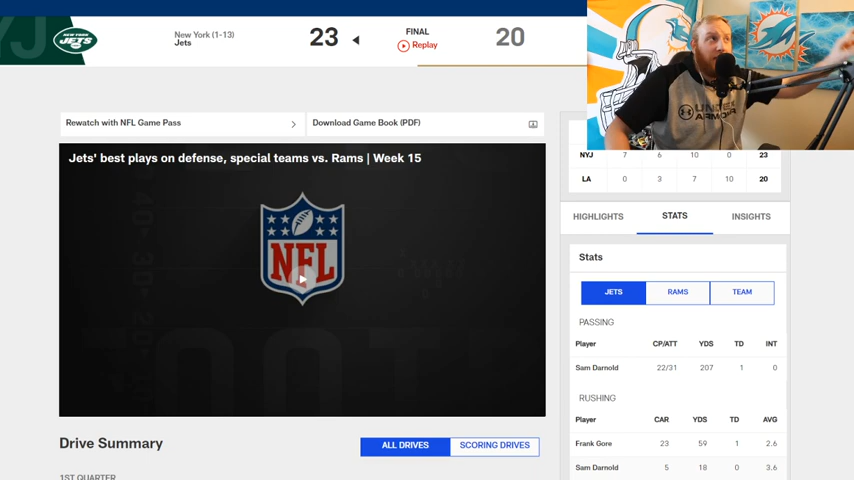 NEW YORK
JETS
New York (1-13)
Jets
23
FINAL
Replay
20
Rewatch with NFL Game Pass
Download Game Book (PDF)
Jets' best plays on defense, special teams vs. Rams | Week 15
NFL
NYJ 7 6 10 0 23
LA 0 3 7 10 20
HIGHLIGHTS STATS INSIGHTS
Stats
JETS RAMS TEAM
PASSING
Player CP/ATT YDS TD INT
Sam Darnold 22/31 207 1 0
RUSHING
Player CAR YDS TD AVG
Frank Gore 23 59 1 2.6
Sam Darnold 5 18 0 3.6
Drive Summary
ALL DRIVES SCORING DRIVES
1ST QUARTER
UNDER ARMOUR